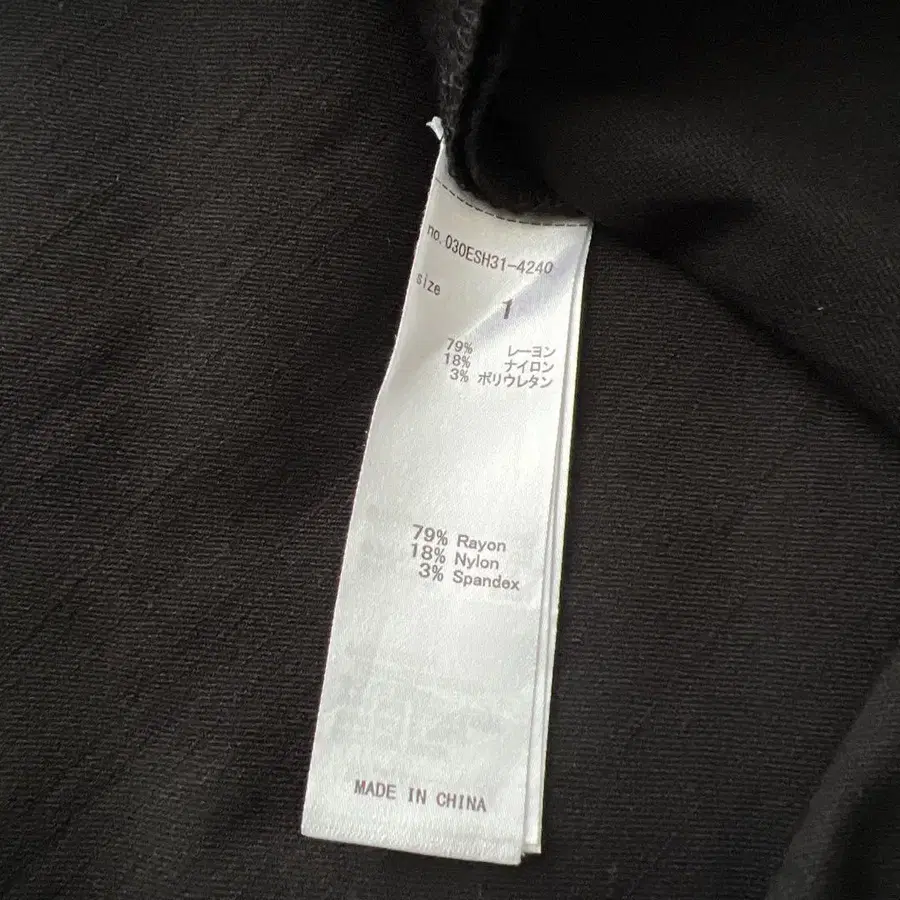 no. 030ESH31-4240
size 1
79% レーヨン
18% ナイロン
3% ポリウレタン
79% Rayon
18% Nylon
3% Spandex
MADE IN CHINA